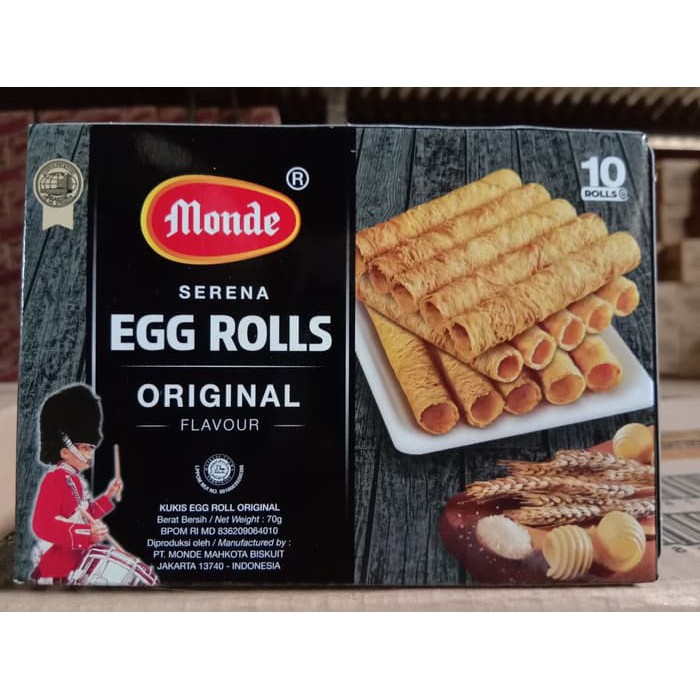 Monde®
SERENA
EGG ROLLS
ORIGINAL
FLAVOUR
10
ROLLS
KUKIS EGG ROLL ORIGINAL
Berat Bersih / Net Weight : 70g
BPOM RI MD 836209064010
Diproduksi oleh / Manufactured by :
PT. MONDE MAHKOTA BISKUIT
JAKARTA 13740 - INDONESIA